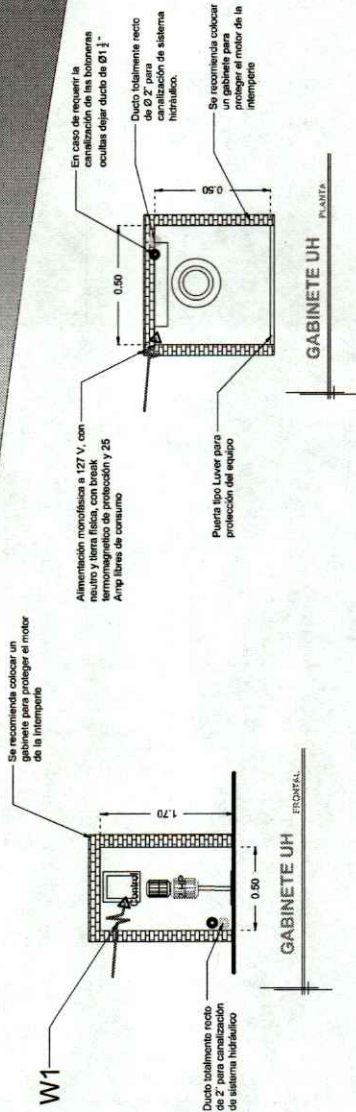 W1
Se recomienda colocar un
gabinete para proteger el motor
de la intemperie
Control
HP
1.70
0.50
Ducto totalmente recto
de 2" para canalización
de sistema hidráulico
GABINETE UH
FRONTAL
Alimentación monofásica a 127 V, con
neutro y tierra física, con break
termomagnetico de protección y 25
Amp libres de consumo
En caso de requerir la
canalización de las botoneras
ocultas dejar ducto de Ø1 ½"
Ducto totalmente recto
de Ø 2" para
canalización de sistema
hidráulico.
0.50
0.50
Puerta tipo Luver para
protección del equipo
Se recomienda colocar
un gabinete para
proteger el motor de la
intemperie
GABINETE UH
PLANTA